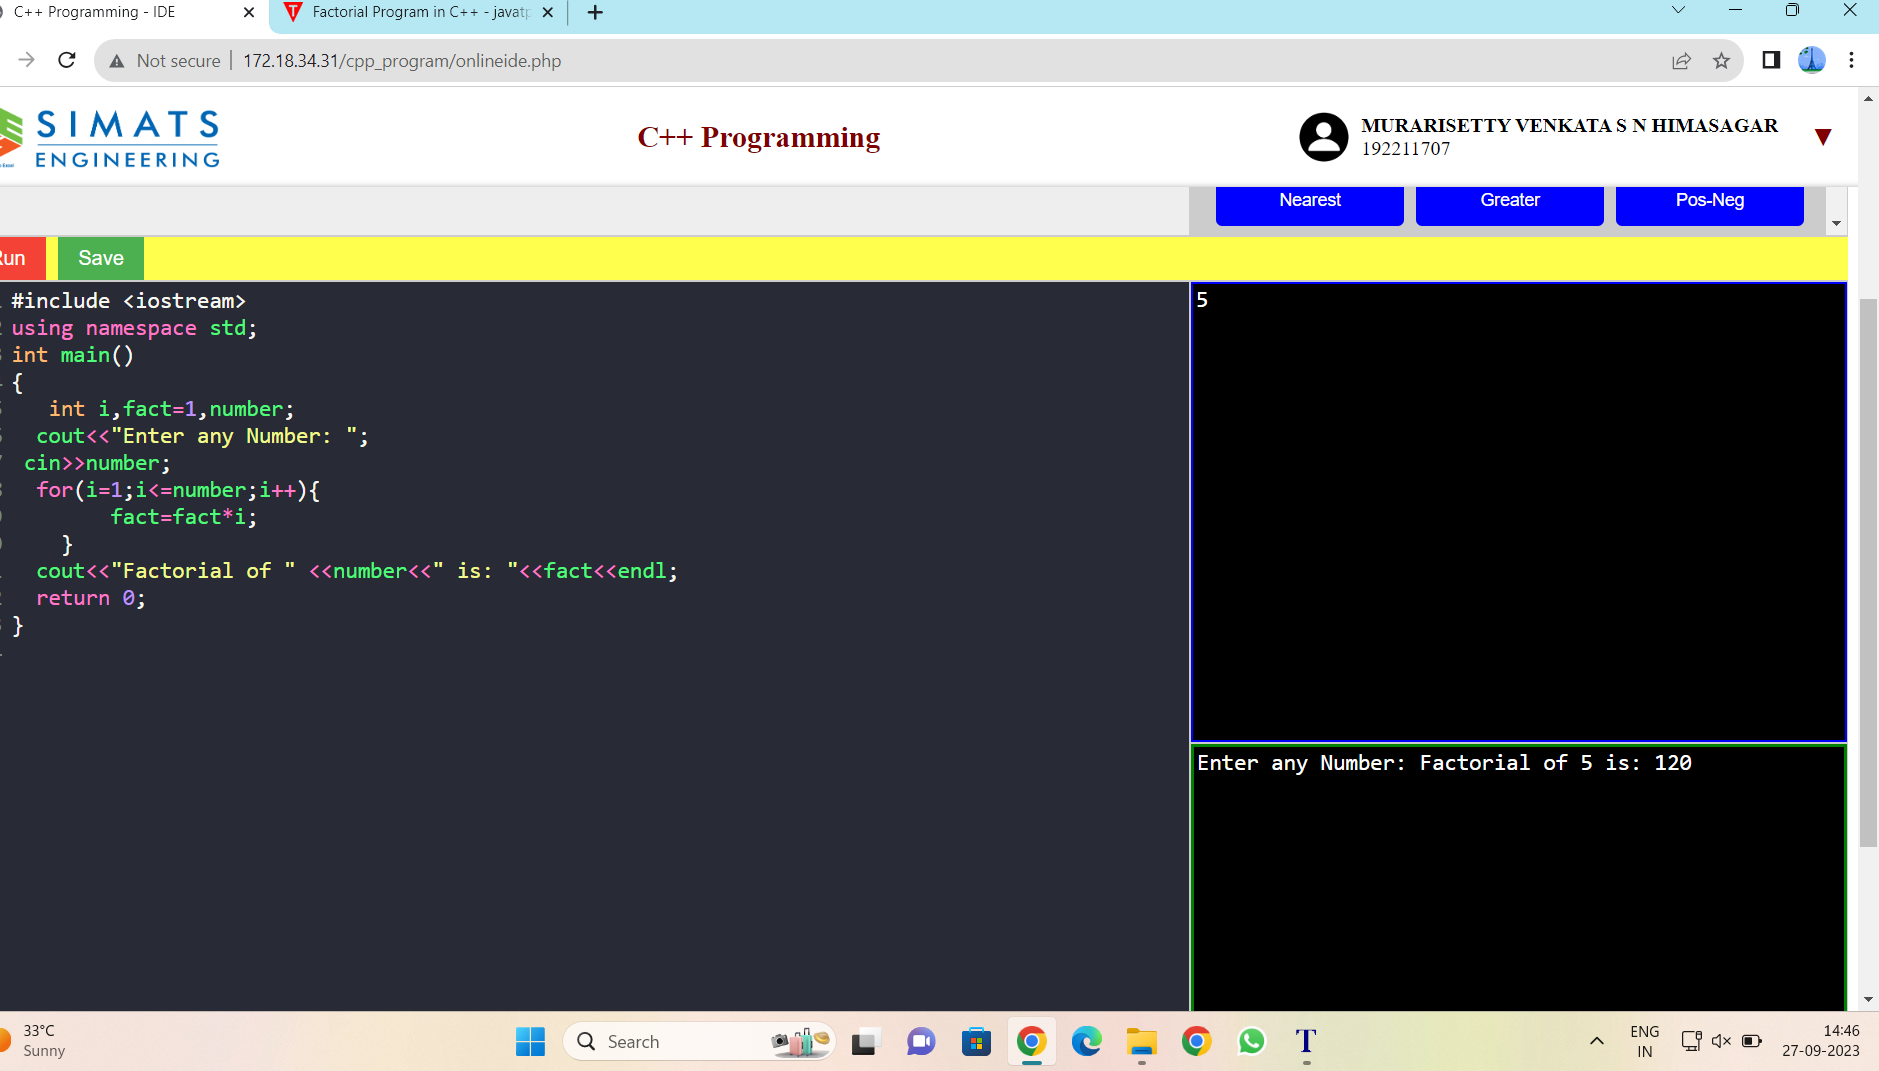 C++ Programming - IDE
Factorial Program in C++ - javatp
Not secure
172.18.34.31/cpp_program/onlineide.php
SIMATS
ENGINEERING
C++ Programming
MURARISETTY VENKATA S N HIMASAGAR
192211707
Nearest
Greater
Pos-Neg
Run
Save
#include <iostream>
using namespace std;
int main()
{
int i,fact=1,number;
cout<<"Enter any Number: ";
cin>>number;
for(i=1;i<=number;i++){
fact=fact*i;
}
cout<<"Factorial of " <<number<<" is: "<<fact<<endl;
return 0;
}
5
Enter any Number: Factorial of 5 is: 120
33°C
Sunny
Search
T
ENG
IN
14:46
27-09-2023